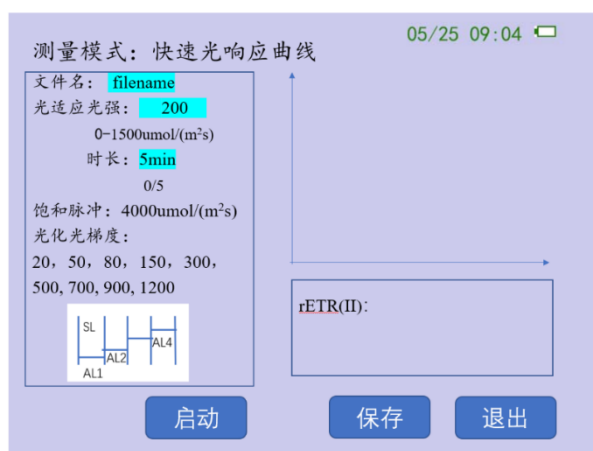 05/25 09:04
测量模式：快速光响应曲线
文件名： filename
光适应光强： 200
0-1500umol/(m²s)
时长：5min
0/5
饱和脉冲：4000umol/(m²s)
光化光梯度：
20，50，80，150，300，
500, 700, 900, 1200
SL
AL4
AL2
AL1
rETR(II)：
启动
保存
退出